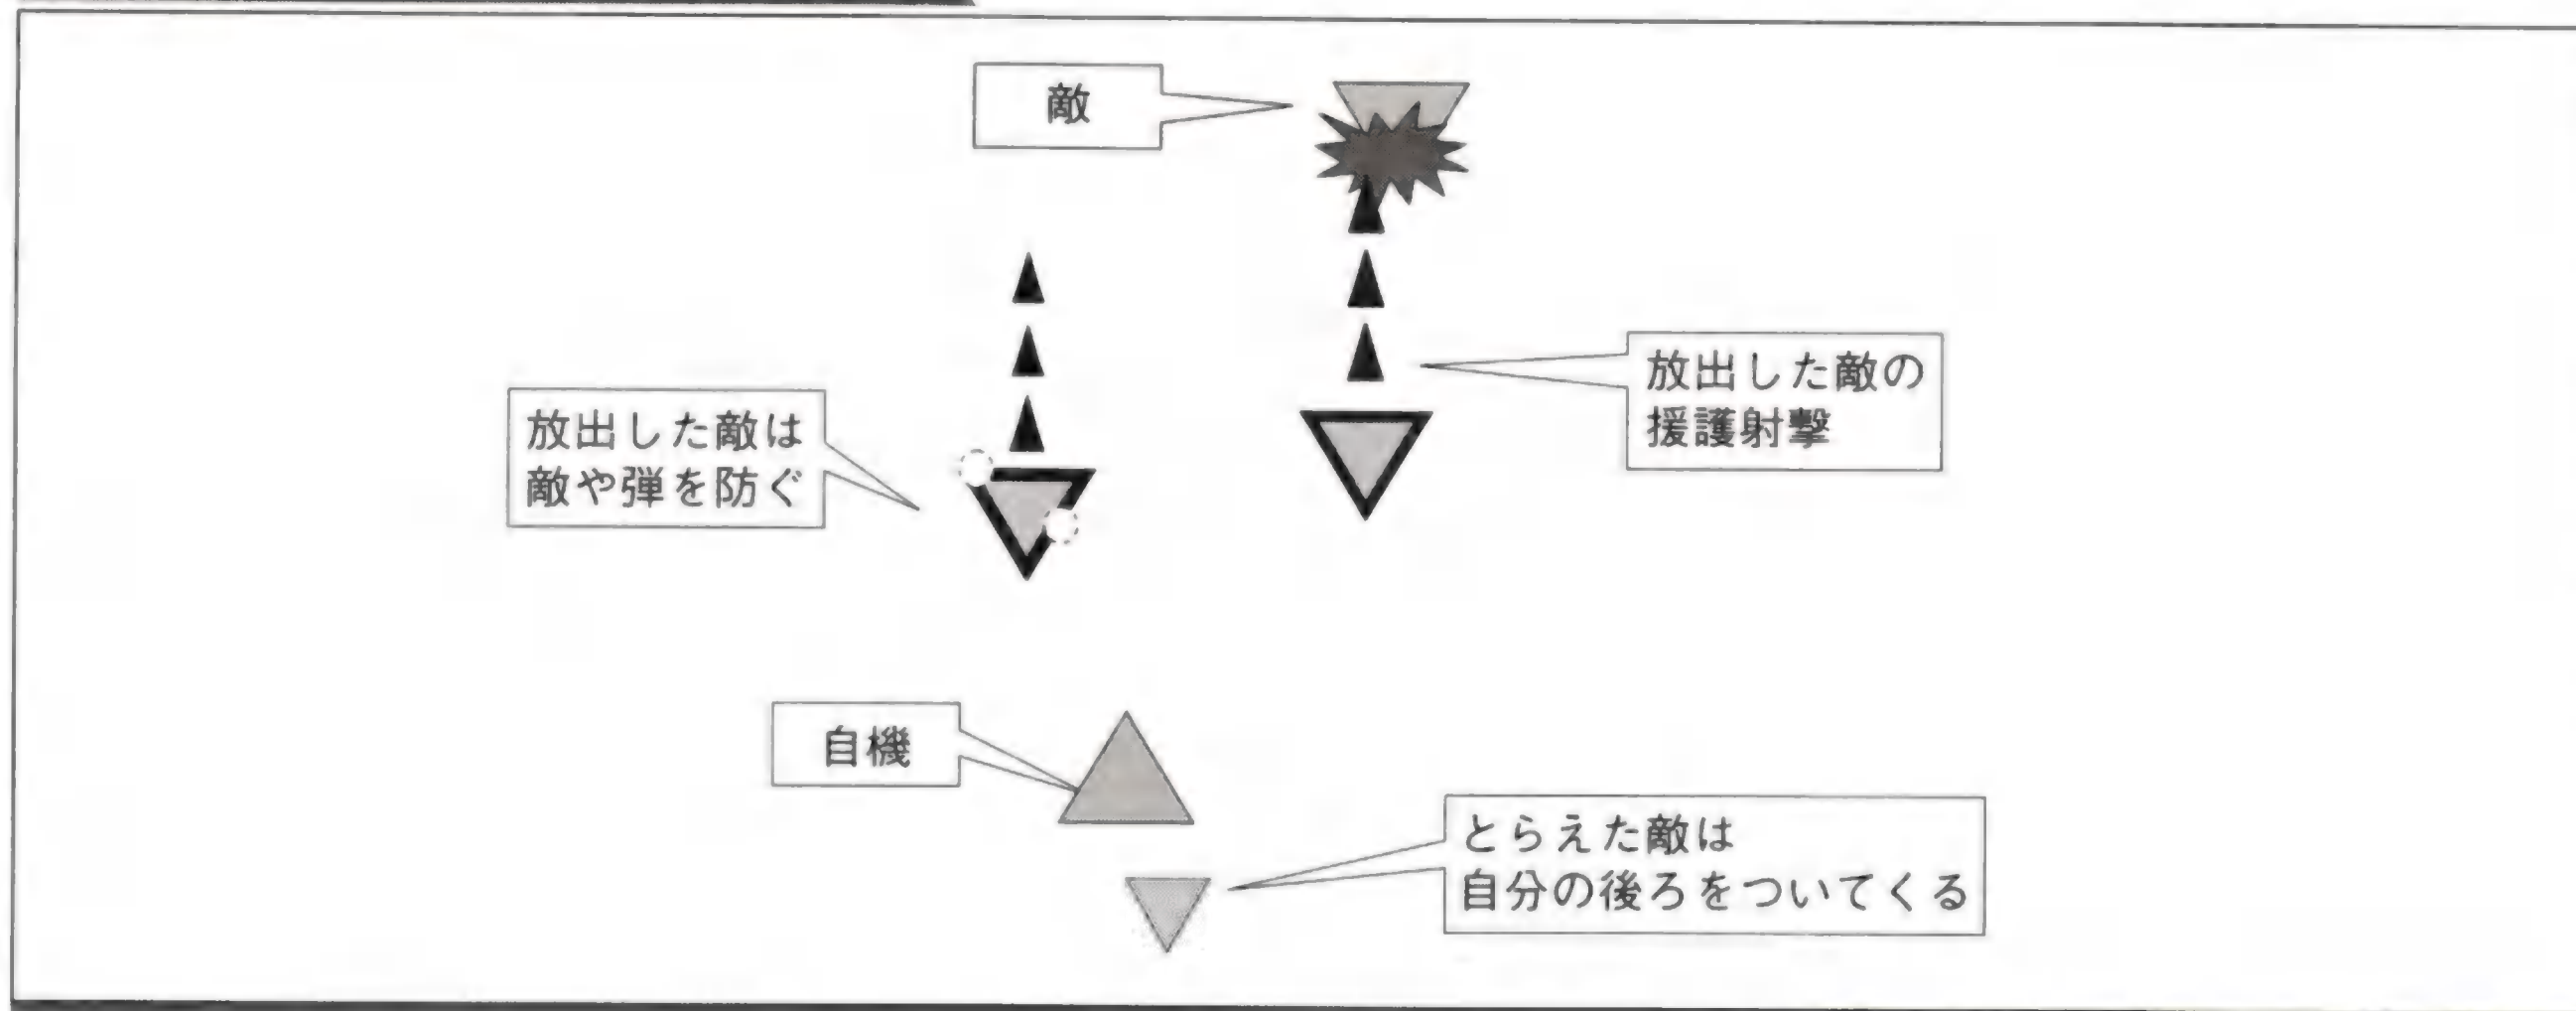 敵
放出した敵の
援護射撃
放出した敵は
敵や弾を防ぐ
自機
とらえた敵は
自分の後ろをついてくる